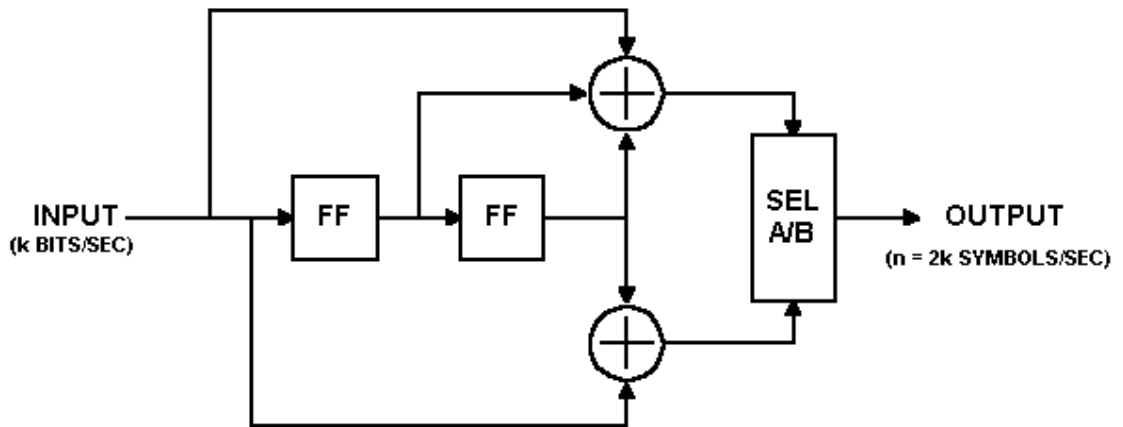 INPUT
(k BITS/SEC)
FF
FF
SEL
A/B
OUTPUT
(n = 2k SYMBOLS/SEC)